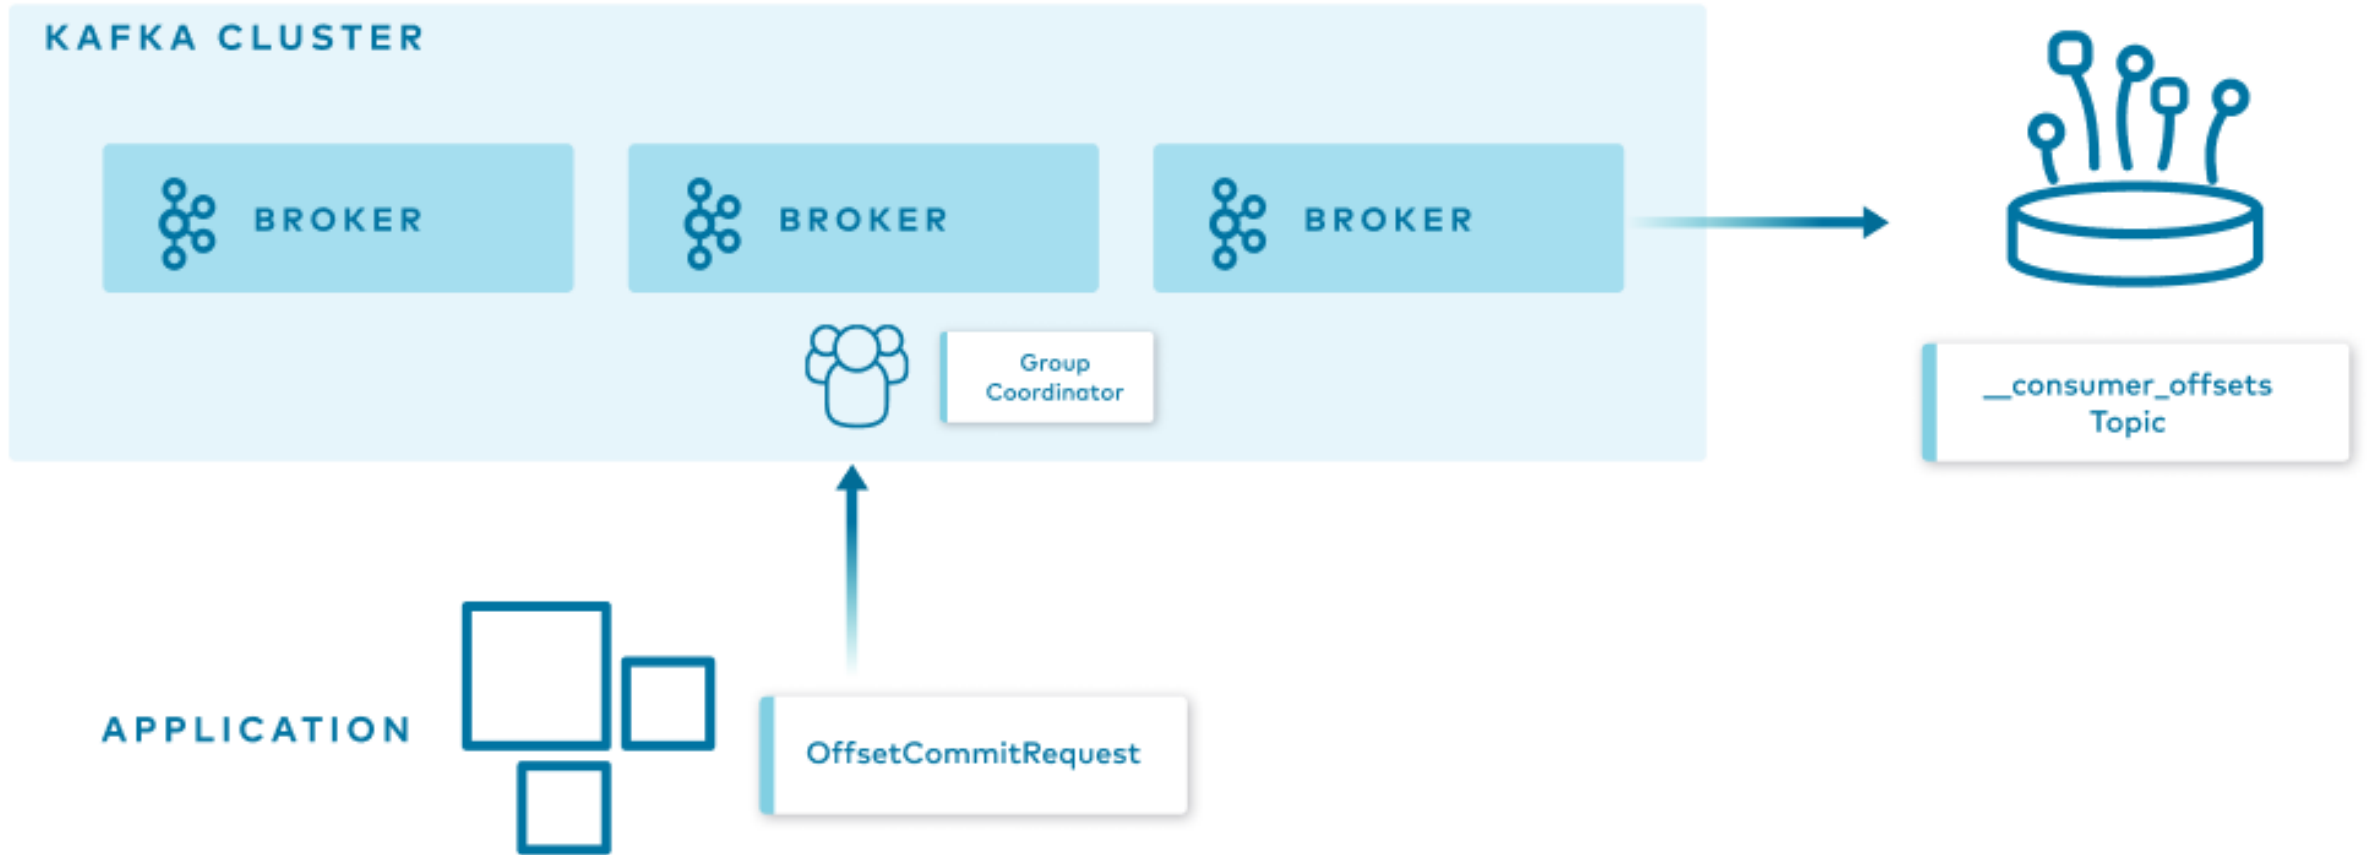 KAFKA CLUSTER
BROKER
BROKER
BROKER
Group
Coordinator
__consumer_offsets
Topic
APPLICATION
OffsetCommitRequest